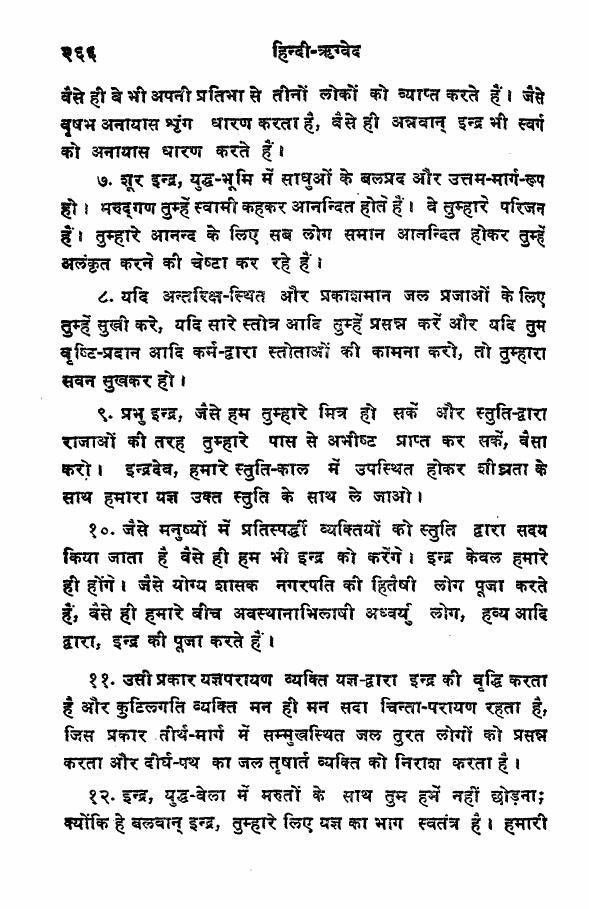 २६६ हिन्दी-ऋग्वेद
वैसे ही वे भी अपनी प्रतिभा से तीनों लोकों को व्याप्त करते हैं। जैसे
वृषभ अनायास शृंग धारण करता है, वैसे ही अन्नवान् इन्द्र भी स्वर्ग
को अनायास धारण करते हैं।
७. शूर इन्द्र, युद्ध-भूमि में साधुओं के बलप्रद और उत्तम-मार्ग-रूप
हो। मरुद्गण तुम्हें स्वामी कहकर आनन्दित होते हैं। वे तुम्हारे परिजन
हैं। तुम्हारे आनन्द के लिए सब लोग समान आनन्दित होकर तुम्हें
अलंकृत करने की चेष्टा कर रहे हैं।
८. यदि अन्तरिक्ष-स्थित और प्रकाशमान जल प्रजाओं के लिए
तुम्हें सुखी करे, यदि सारे स्तोत्र आदि तुम्हें प्रसन्न करें और यदि तुम
वृष्टि-प्रदान आदि कर्म-द्वारा स्तोताओं की कामना करो, तो तुम्हारा
सवन सुखकर हो।
९. प्रभु इन्द्र, जैसे हम तुम्हारे मित्र हो सकें और स्तुति-द्वारा
राजाओं की तरह तुम्हारे पास से अभीष्ट प्राप्त कर सकें, वैसा
करो। इन्द्रदेव, हमारे स्तुति-काल में उपस्थित होकर शीघ्रता के
साथ हमारा यज्ञ उक्त स्तुति के साथ ले जाओ।
१०. जैसे मनुष्यों में प्रतिस्पर्द्धी व्यक्तियों को स्तुति द्वारा सदय
किया जाता है वैसे ही हम भी इन्द्र को करेंगे। इन्द्र केवल हमारे
ही होंगे। जैसे योग्य शासक नगरपति की हितैषी लोग पूजा करते
हैं, वैसे ही हमारे बीच अवस्थानाभिलाषी अध्वर्यु लोग, हव्य आदि
द्वारा, इन्द्र की पूजा करते हैं।
११. उसी प्रकार यज्ञपरायण व्यक्ति यज्ञ-द्वारा इन्द्र की वृद्धि करता
है और कुटिलगति व्यक्ति मन ही मन सदा चिन्ता-परायण रहता है,
जिस प्रकार तीर्थ-मार्ग में सम्मुखस्थित जल तुरत लोगों को प्रसन्न
करता और दीर्घ-पथ का जल तृषार्त व्यक्ति को निराश करता है।
१२. इन्द्र, युद्ध-बेला में मरुतों के साथ तुम हमें नहीं छोड़ना;
क्योंकि हे बलवान् इन्द्र, तुम्हारे लिए यज्ञ का भाग स्वतंत्र है। हमारी